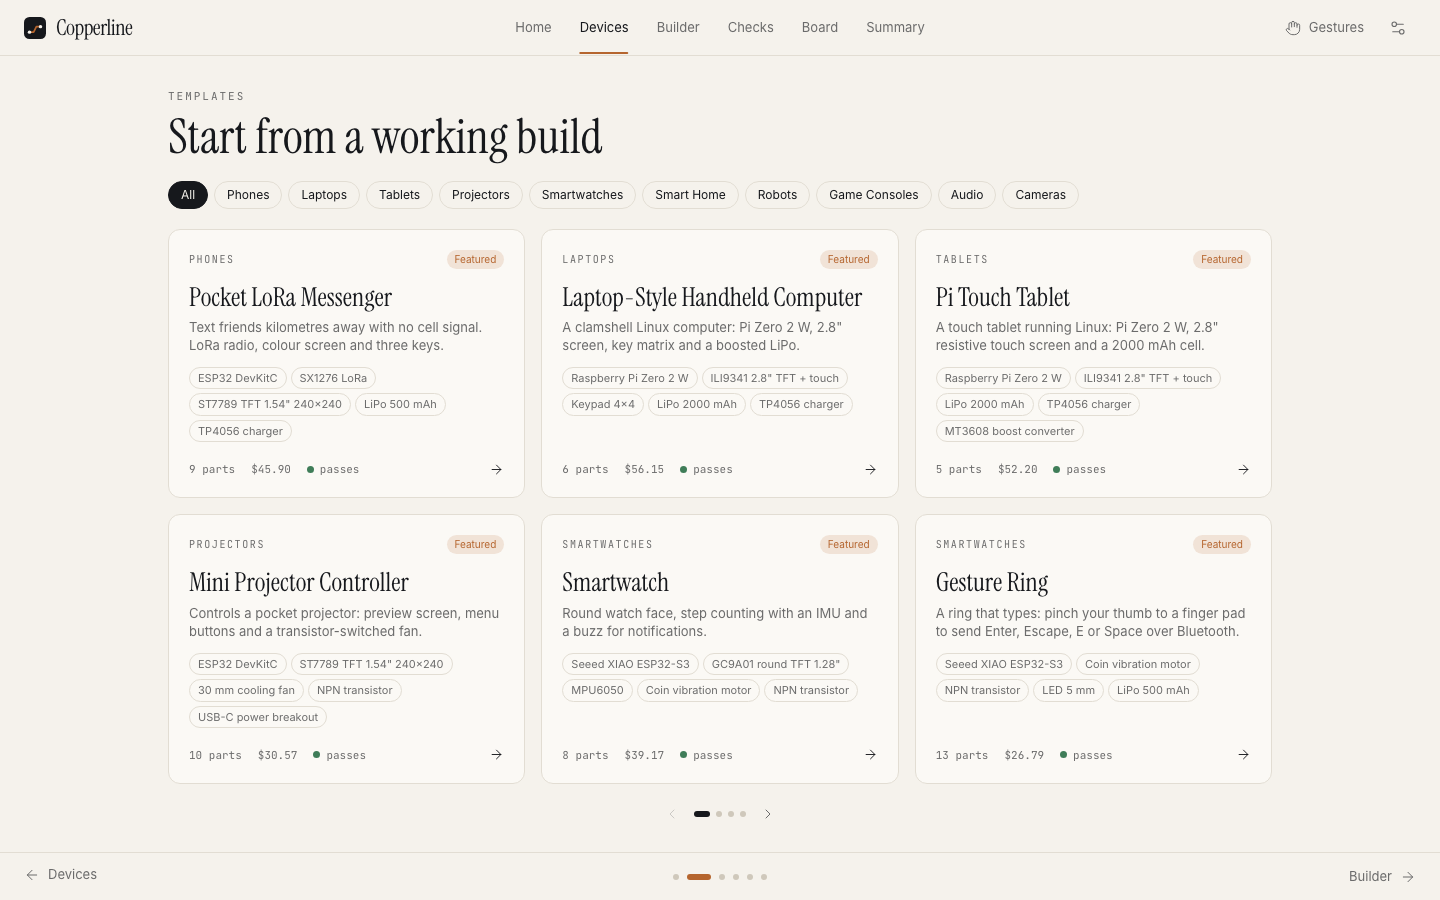 Copperline
Home
Devices
Builder
Checks
Board
Summary
Gestures
TEMPLATES
Start from a working build
All
Phones
Laptops
Tablets
Projectors
Smartwatches
Smart Home
Robots
Game Consoles
Audio
Cameras
PHONES
Featured
Pocket LoRa Messenger
Text friends kilometres away with no cell signal.
LoRa radio, colour screen and three keys.
ESP32 DevKitC
SX1276 LoRa
ST7789 TFT 1.54" 240×240
LiPo 500 mAh
TP4056 charger
9 parts
$45.90
passes
LAPTOPS
Featured
Laptop-Style Handheld Computer
A clamshell Linux computer: Pi Zero 2 W, 2.8"
screen, key matrix and a boosted LiPo.
Raspberry Pi Zero 2 W
ILI9341 2.8" TFT + touch
Keypad 4×4
LiPo 2000 mAh
TP4056 charger
6 parts
$56.15
passes
TABLETS
Featured
Pi Touch Tablet
A touch tablet running Linux: Pi Zero 2 W, 2.8"
resistive touch screen and a 2000 mAh cell.
Raspberry Pi Zero 2 W
ILI9341 2.8" TFT + touch
LiPo 2000 mAh
TP4056 charger
MT3608 boost converter
5 parts
$52.20
passes
PROJECTORS
Featured
Mini Projector Controller
Controls a pocket projector: preview screen, menu
buttons and a transistor-switched fan.
ESP32 DevKitC
ST7789 TFT 1.54" 240×240
30 mm cooling fan
NPN transistor
USB-C power breakout
10 parts
$30.57
passes
SMARTWATCHES
Featured
Smartwatch
Round watch face, step counting with an IMU and
a buzz for notifications.
Seeed XIAO ESP32-S3
GC9A01 round TFT 1.28"
MPU6050
Coin vibration motor
NPN transistor
8 parts
$39.17
passes
SMARTWATCHES
Featured
Gesture Ring
A ring that types: pinch your thumb to a finger pad
to send Enter, Escape, E or Space over Bluetooth.
Seeed XIAO ESP32-S3
Coin vibration motor
NPN transistor
LED 5 mm
LiPo 500 mAh
13 parts
$26.79
passes
Devices
Builder